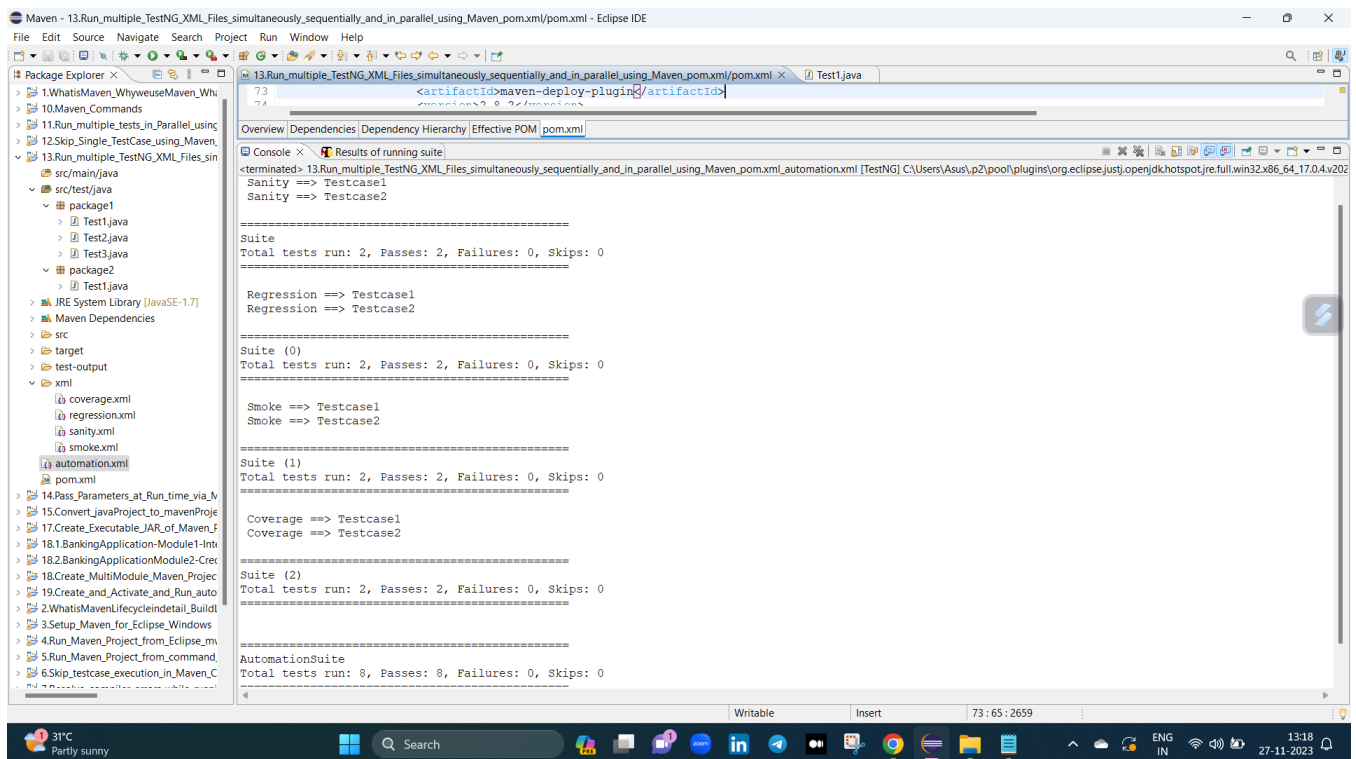 Maven - 13.Run_multiple_TestNG_XML_Files_simultaneously_sequentially_and_in_parallel_using_Maven_pom.xml/pom.xml - Eclipse IDE
File Edit Source Navigate Search Project Run Window Help
Package Explorer
1.WhatisMaven_WhyweuseMaven_Wha
10.Maven_Commands
11.Run_multiple_tests_in_Parallel_using
12.Skip_Single_TestCase_using_Maven_
13.Run_multiple_TestNG_XML_Files_sin
src/main/java
src/test/java
package1
Test1.java
Test2.java
Test3.java
package2
Test1.java
JRE System Library [JavaSE-1.7]
Maven Dependencies
src
target
test-output
xml
coverage.xml
regression.xml
sanity.xml
smoke.xml
automation.xml
pom.xml
14.Pass_Parameters_at_Run_time_via_M
15.Convert_javaProject_to_mavenProje
17.Create_Executable_JAR_of_Maven_P
18.1.BankingApplication-Module1-Inte
18.2.BankingApplicationModule2-Cred
18.Create_MultiModule_Maven_Projec
19.Create_and_Activate_and_Run_auto
2.WhatisMavenLifecycleindetail_Buildl
3.Setup_Maven_for_Eclipse_Windows
4.Run_Maven_Project_from_Eclipse_mv
5.Run_Maven_Project_from_command_
6.Skip_testcase_execution_in_Maven_C
13.Run_multiple_TestNG_XML_Files_simultaneously_sequentially_and_in_parallel_using_Maven_pom.xml/pom.xml Test1.java
73 <artifactId>maven-deploy-plugin</artifactId>
74 <version>2.8.2</version>
Overview Dependencies Dependency Hierarchy Effective POM pom.xml
Console Results of running suite
<terminated> 13.Run_multiple_TestNG_XML_Files_simultaneously_sequentially_and_in_parallel_using_Maven_pom.xml_automation.xml [TestNG] C:\Users\Asus\.p2\pool\plugins\org.eclipse.justj.openjdk.hotspot.jre.full.win32.x86_64_17.0.4.v202
Sanity ==> Testcase1
Sanity ==> Testcase2
===============================================
Suite
Total tests run: 2, Passes: 2, Failures: 0, Skips: 0
===============================================
Regression ==> Testcase1
Regression ==> Testcase2
===============================================
Suite (0)
Total tests run: 2, Passes: 2, Failures: 0, Skips: 0
===============================================
Smoke ==> Testcase1
Smoke ==> Testcase2
===============================================
Suite (1)
Total tests run: 2, Passes: 2, Failures: 0, Skips: 0
===============================================
Coverage ==> Testcase1
Coverage ==> Testcase2
===============================================
Suite (2)
Total tests run: 2, Passes: 2, Failures: 0, Skips: 0
===============================================
===============================================
AutomationSuite
Total tests run: 8, Passes: 8, Failures: 0, Skips: 0
===============================================
Writable Insert 73 : 65 : 2659
1 31°C
Partly sunny
Search
PRE
1
zoom
in
ENG
IN
13:18
27-11-2023